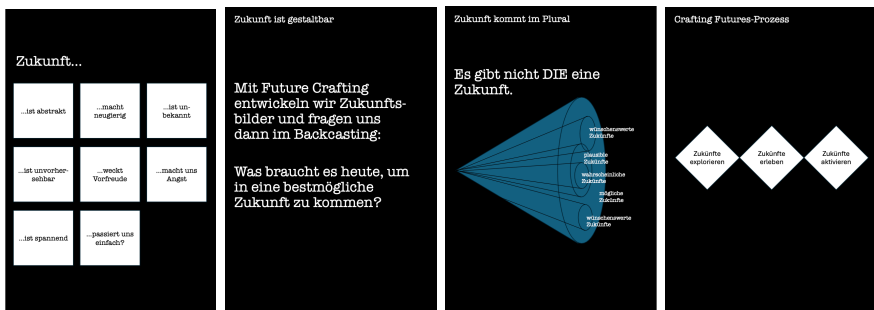 Zukunft...
...ist abstrakt
...macht
neugierig
...ist un-
bekannt
...ist unvorher-
sehbar
...weckt
Vorfreude
...macht uns
Angst
...ist spannend
...passiert uns
einfach?
Zukunft ist gestaltbar
Mit Future Crafting
entwickeln wir Zukunfts-
bilder und fragen uns
dann im Backcasting:
Was braucht es heute, um
in eine bestmögliche
Zukunft zu kommen?
Zukunft kommt im Plural
Es gibt nicht DIE eine
Zukunft.
wünschenswerte
Zukünfte
plausible
Zukünfte
wahrscheinliche
Zukünfte
mögliche
Zukünfte
wünschenswerte
Zukünfte
Crafting Futures-Prozess
Zukünfte
explorieren
Zukünfte
erleben
Zukünfte
aktivieren